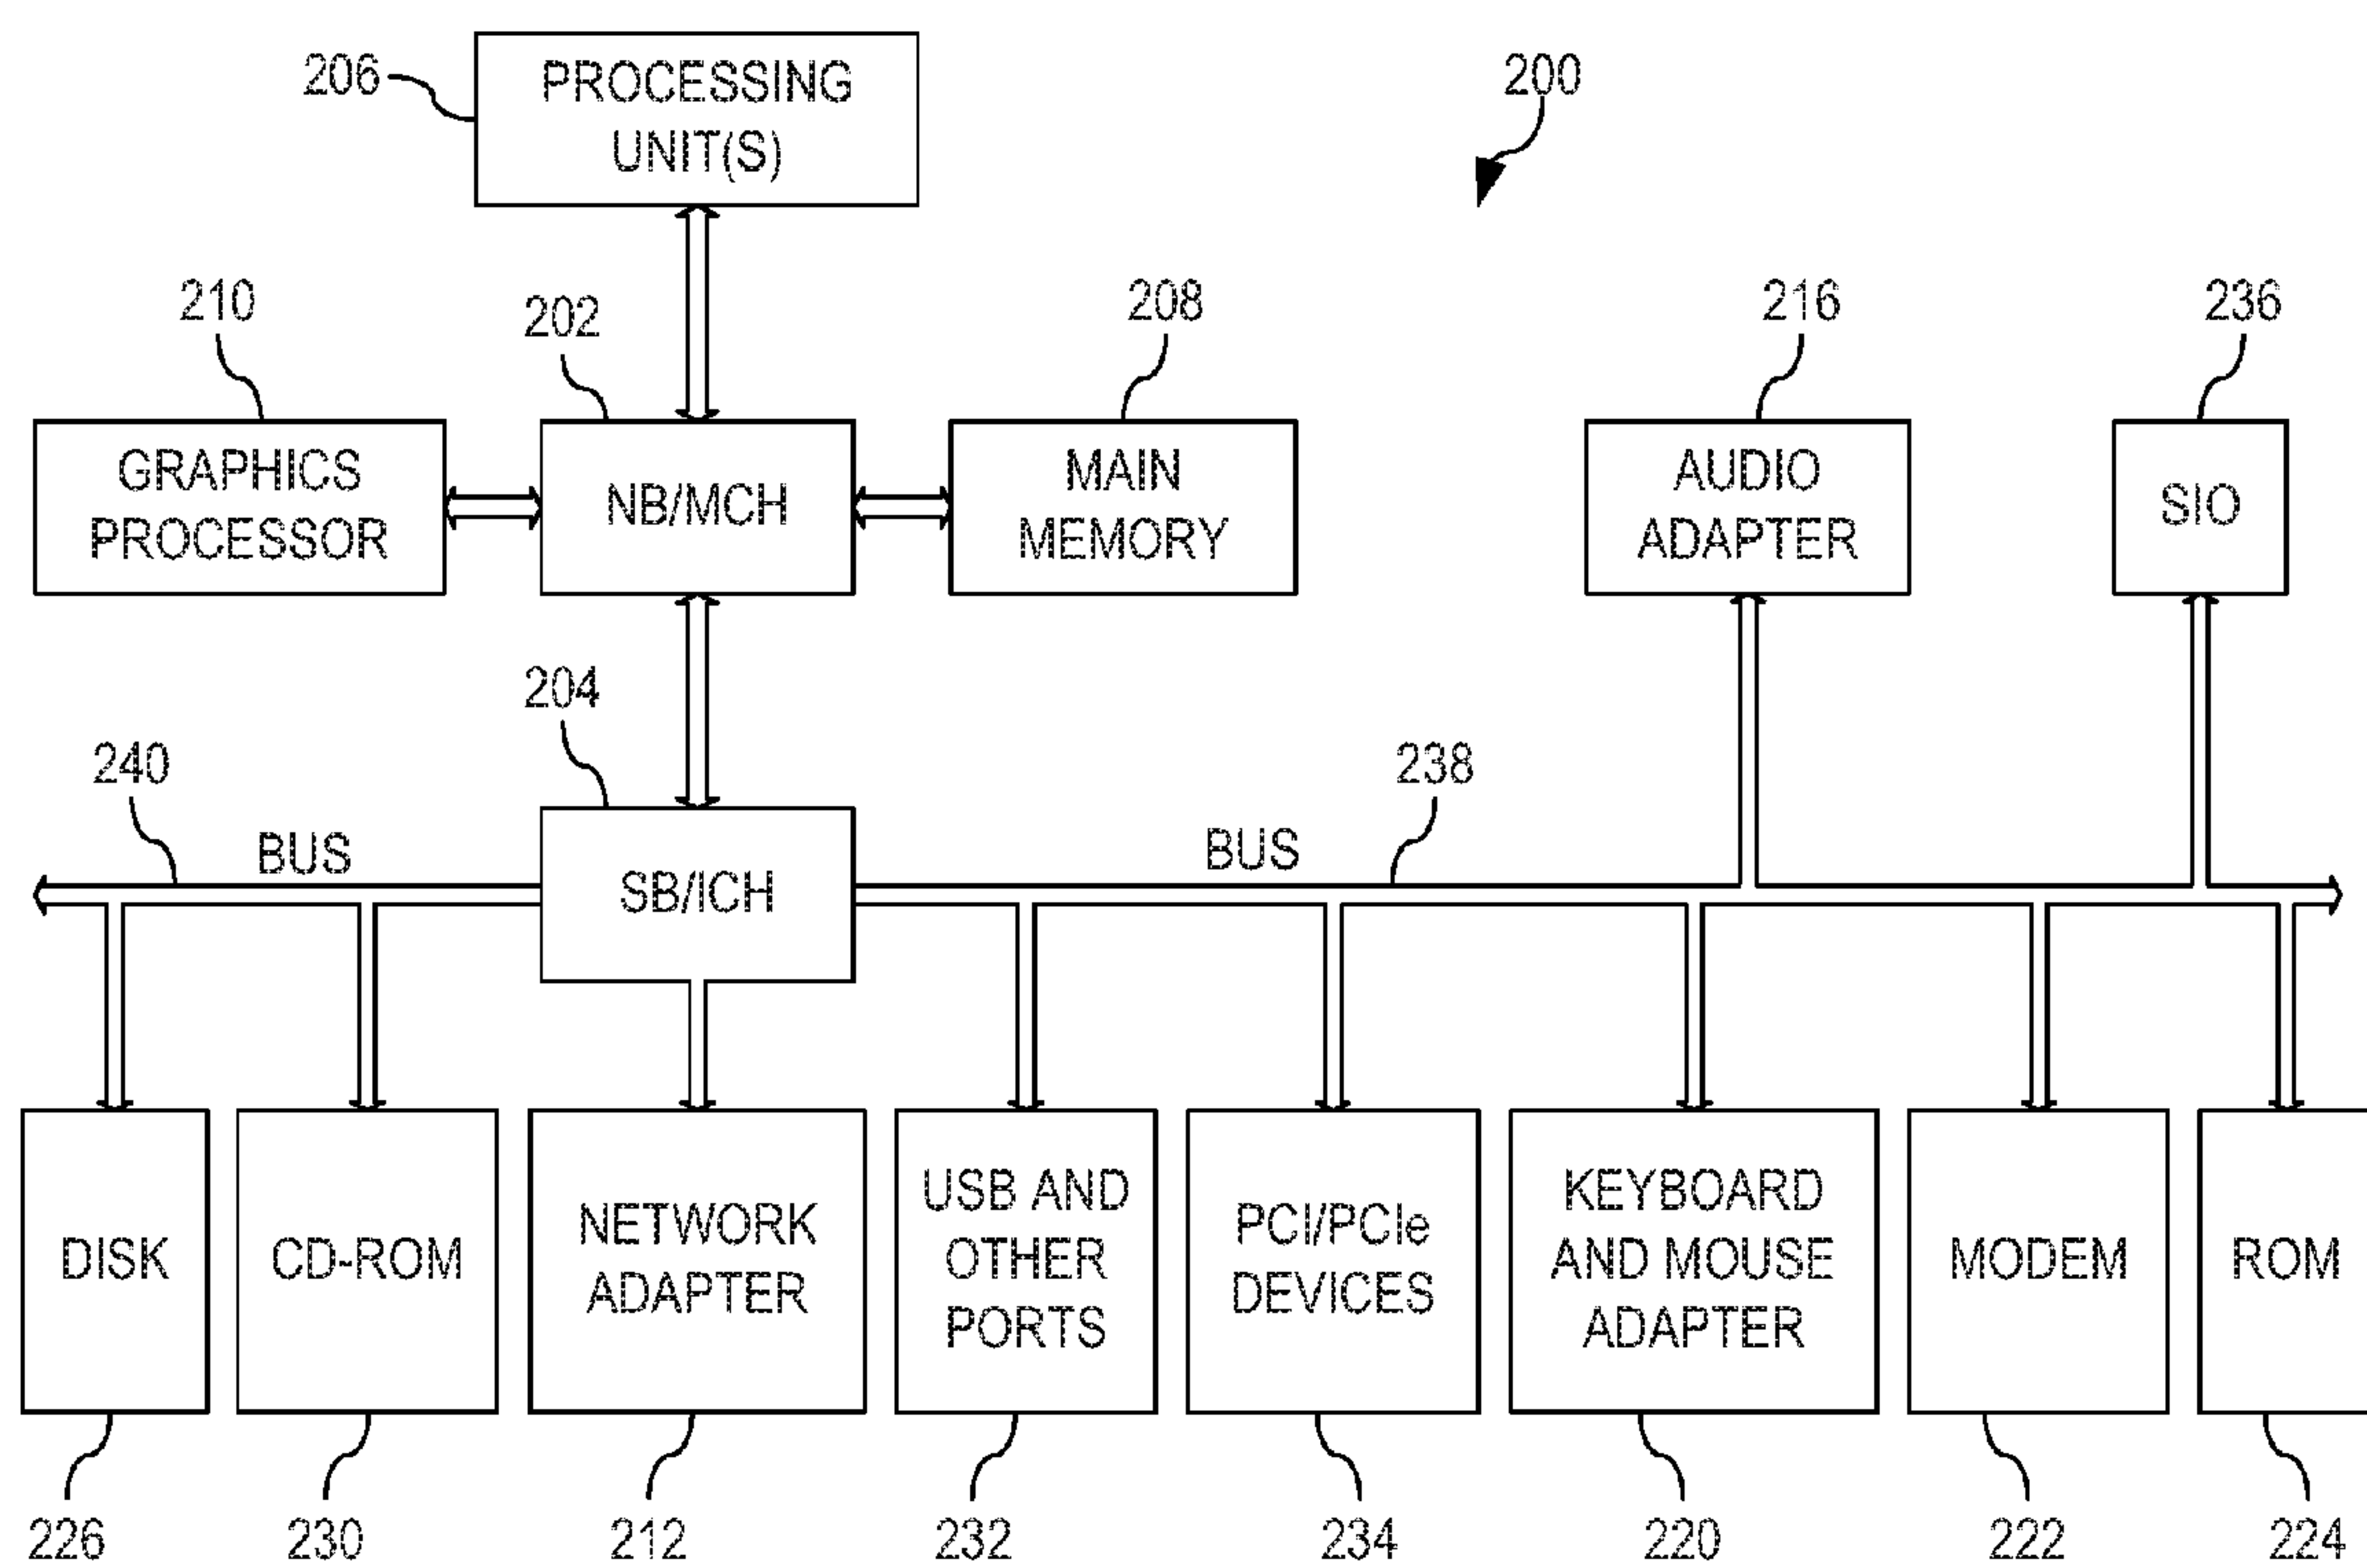 206
PROCESSING
UNIT(S)
200
210
202
208
216
236
GRAPHICS
PROCESSOR
NB/MCH
MAIN
MEMORY
AUDIO
ADAPTER
SIO
204
240
238
BUS
BUS
SB/ICH
DISK
CD-ROM
NETWORK
ADAPTER
USB AND
OTHER
PORTS
PCI/PCIe
DEVICES
KEYBOARD
AND MOUSE
ADAPTER
MODEM
ROM
226
230
212
232
234
220
222
224